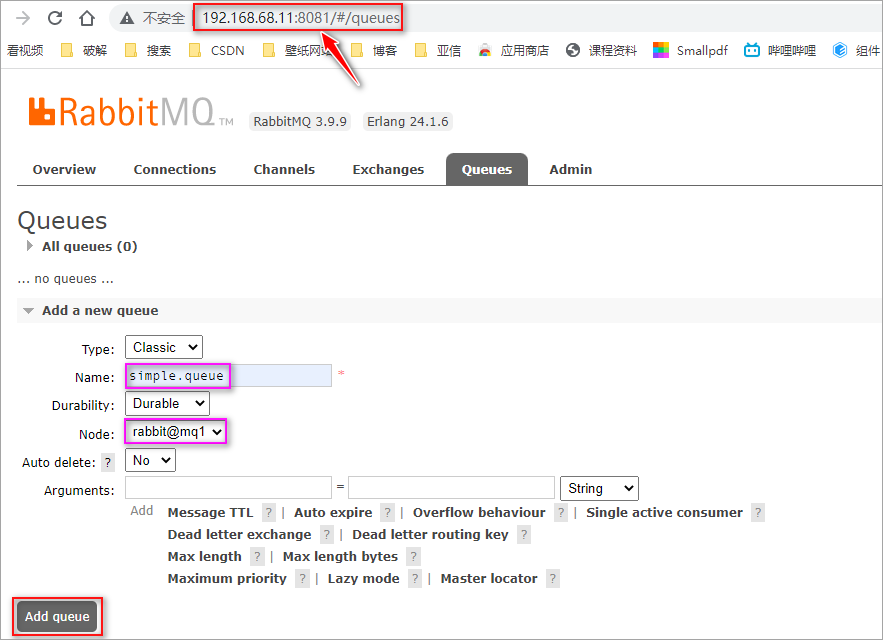 不安全 192.168.68.11:8081/#/queues
看视频 破解 搜索 CSDN 壁纸网站 博客 亚信 应用商店 课程资料 Smallpdf 哔哩哔哩 组件
RabbitMQ TM RabbitMQ 3.9.9 Erlang 24.1.6
Overview Connections Channels Exchanges Queues Admin
Queues
All queues (0)
... no queues ...
Add a new queue
Type: Classic
Name: simple.queue *
Durability: Durable
Node: rabbit@mq1
Auto delete: ? No
Arguments: = String
Add Message TTL ? | Auto expire ? | Overflow behaviour ? | Single active consumer ?
Dead letter exchange ? | Dead letter routing key ?
Max length ? | Max length bytes ?
Maximum priority ? | Lazy mode ? | Master locator ?
Add queue